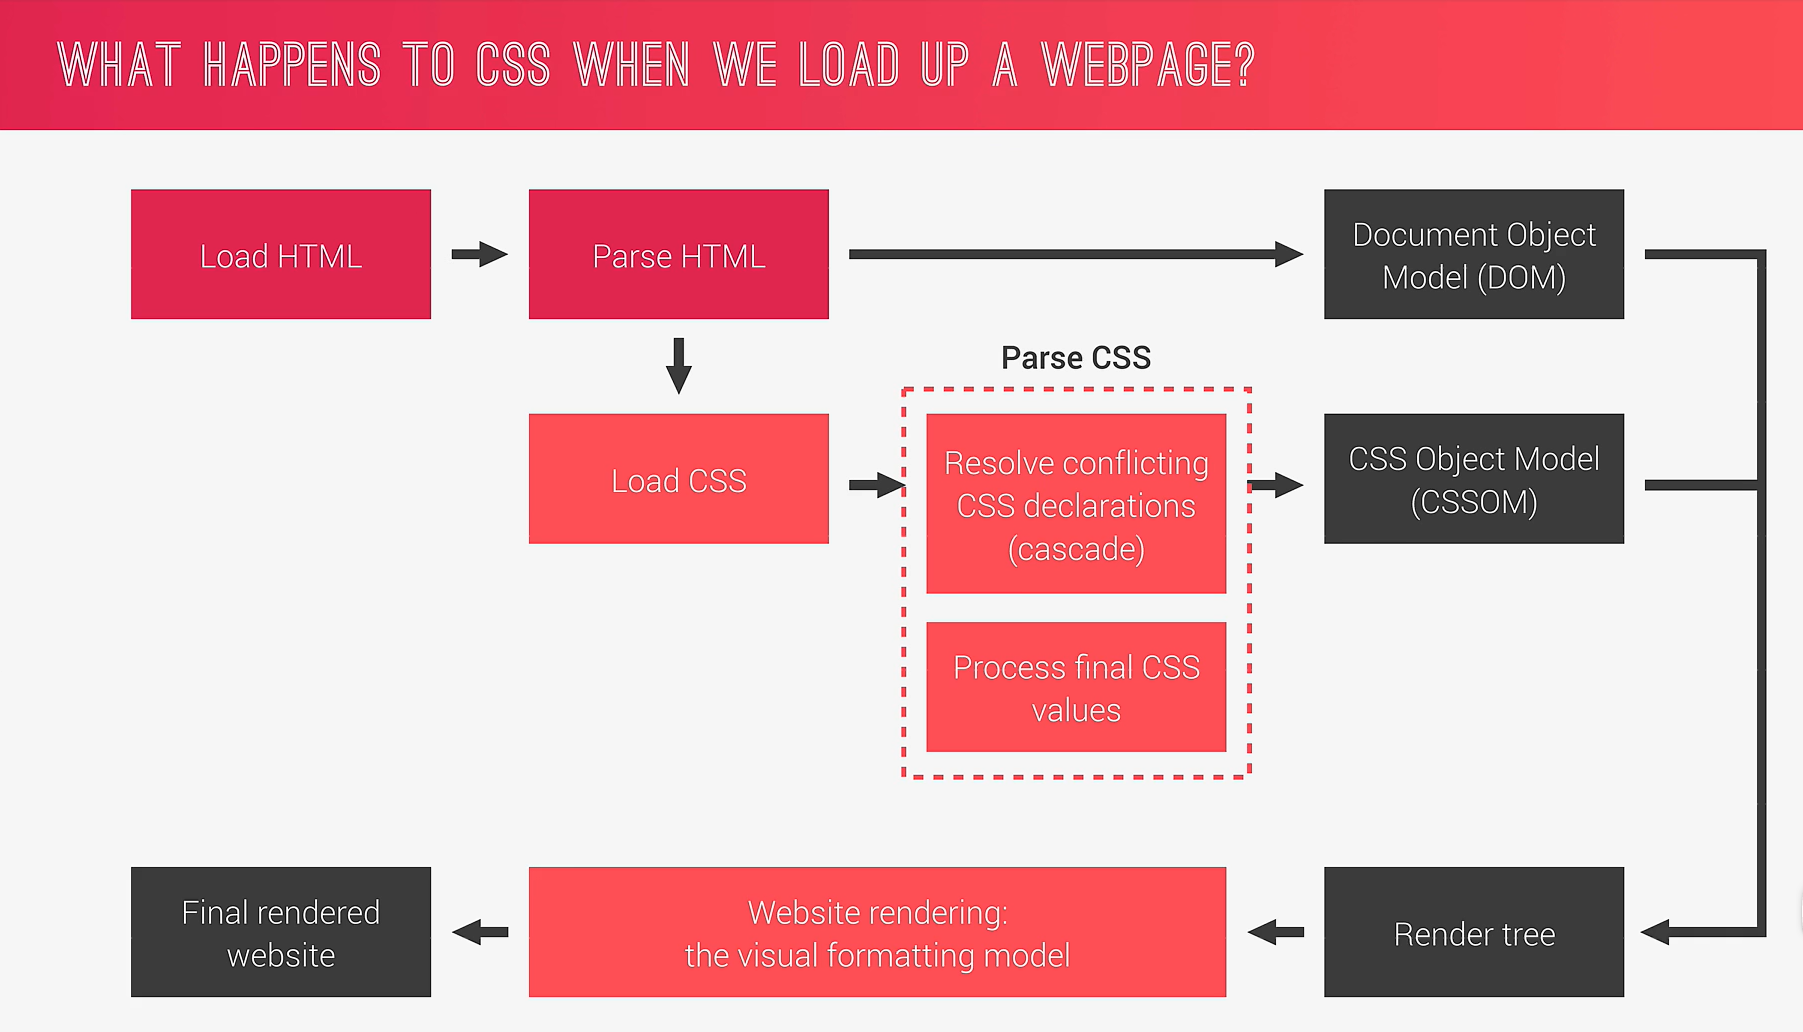 WHAT HAPPENS TO CSS WHEN WE LOAD UP A WEBPAGE?
Load HTML
Parse HTML
Document Object
Model (DOM)
Parse CSS
Load CSS
Resolve conflicting
CSS declarations
(cascade)
CSS Object Model
(CSSOM)
Process final CSS
values
Final rendered
website
Website rendering:
the visual formatting model
Render tree